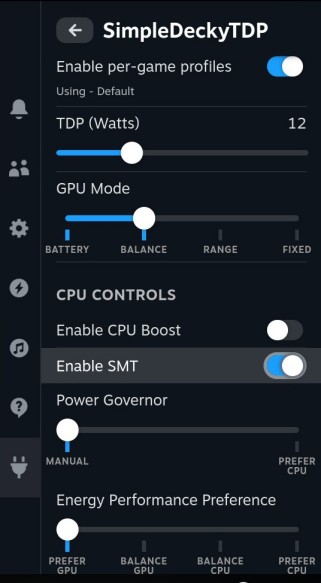 SimpleDeckyTDP
Enable per-game profiles
Using - Default
TDP (Watts) 12
GPU Mode
BATTERY BALANCE RANGE FIXED
CPU CONTROLS
Enable CPU Boost
Enable SMT
Power Governor
MANUAL PREFER
CPU
Energy Performance Preference
PREFER BALANCE BALANCE PREFER
GPU GPU CPU CPU